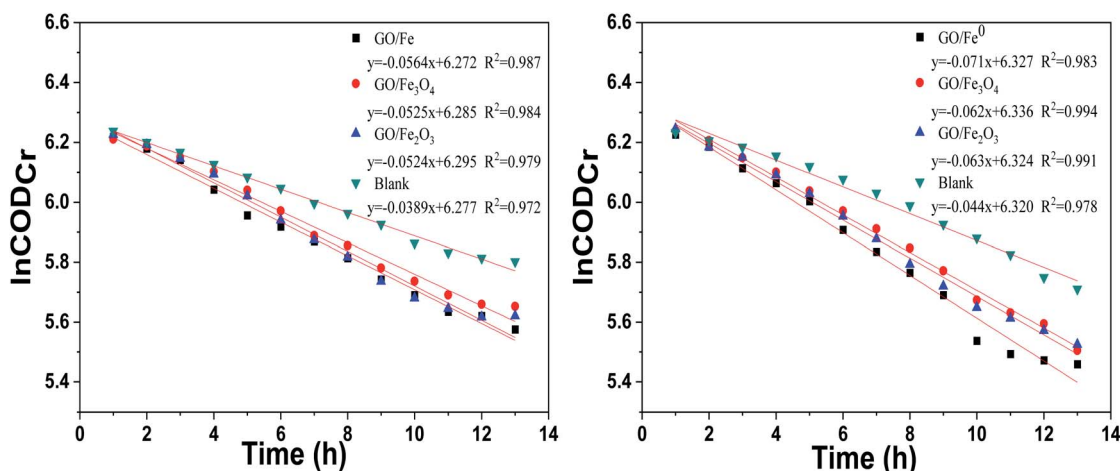 6.6
6.4
6.2
6.0
5.8
5.6
5.4
lnCOD_Cr
0 2 4 6 8 10 12 14
Time (h)
GO/Fe
y=-0.0564x+6.272 R²=0.987
GO/Fe₃O₄
y=-0.0525x+6.285 R²=0.984
GO/Fe₂O₃
y=-0.0524x+6.295 R²=0.979
Blank
y=-0.0389x+6.277 R²=0.972
6.6
6.4
6.2
6.0
5.8
5.6
5.4
lnCOD_Cr
0 2 4 6 8 10 12 14
Time (h)
GO/Fe⁰
y=-0.071x+6.327 R²=0.983
GO/Fe₃O₄
y=-0.062x+6.336 R²=0.994
GO/Fe₂O₃
y=-0.063x+6.324 R²=0.991
Blank
y=-0.044x+6.320 R²=0.978